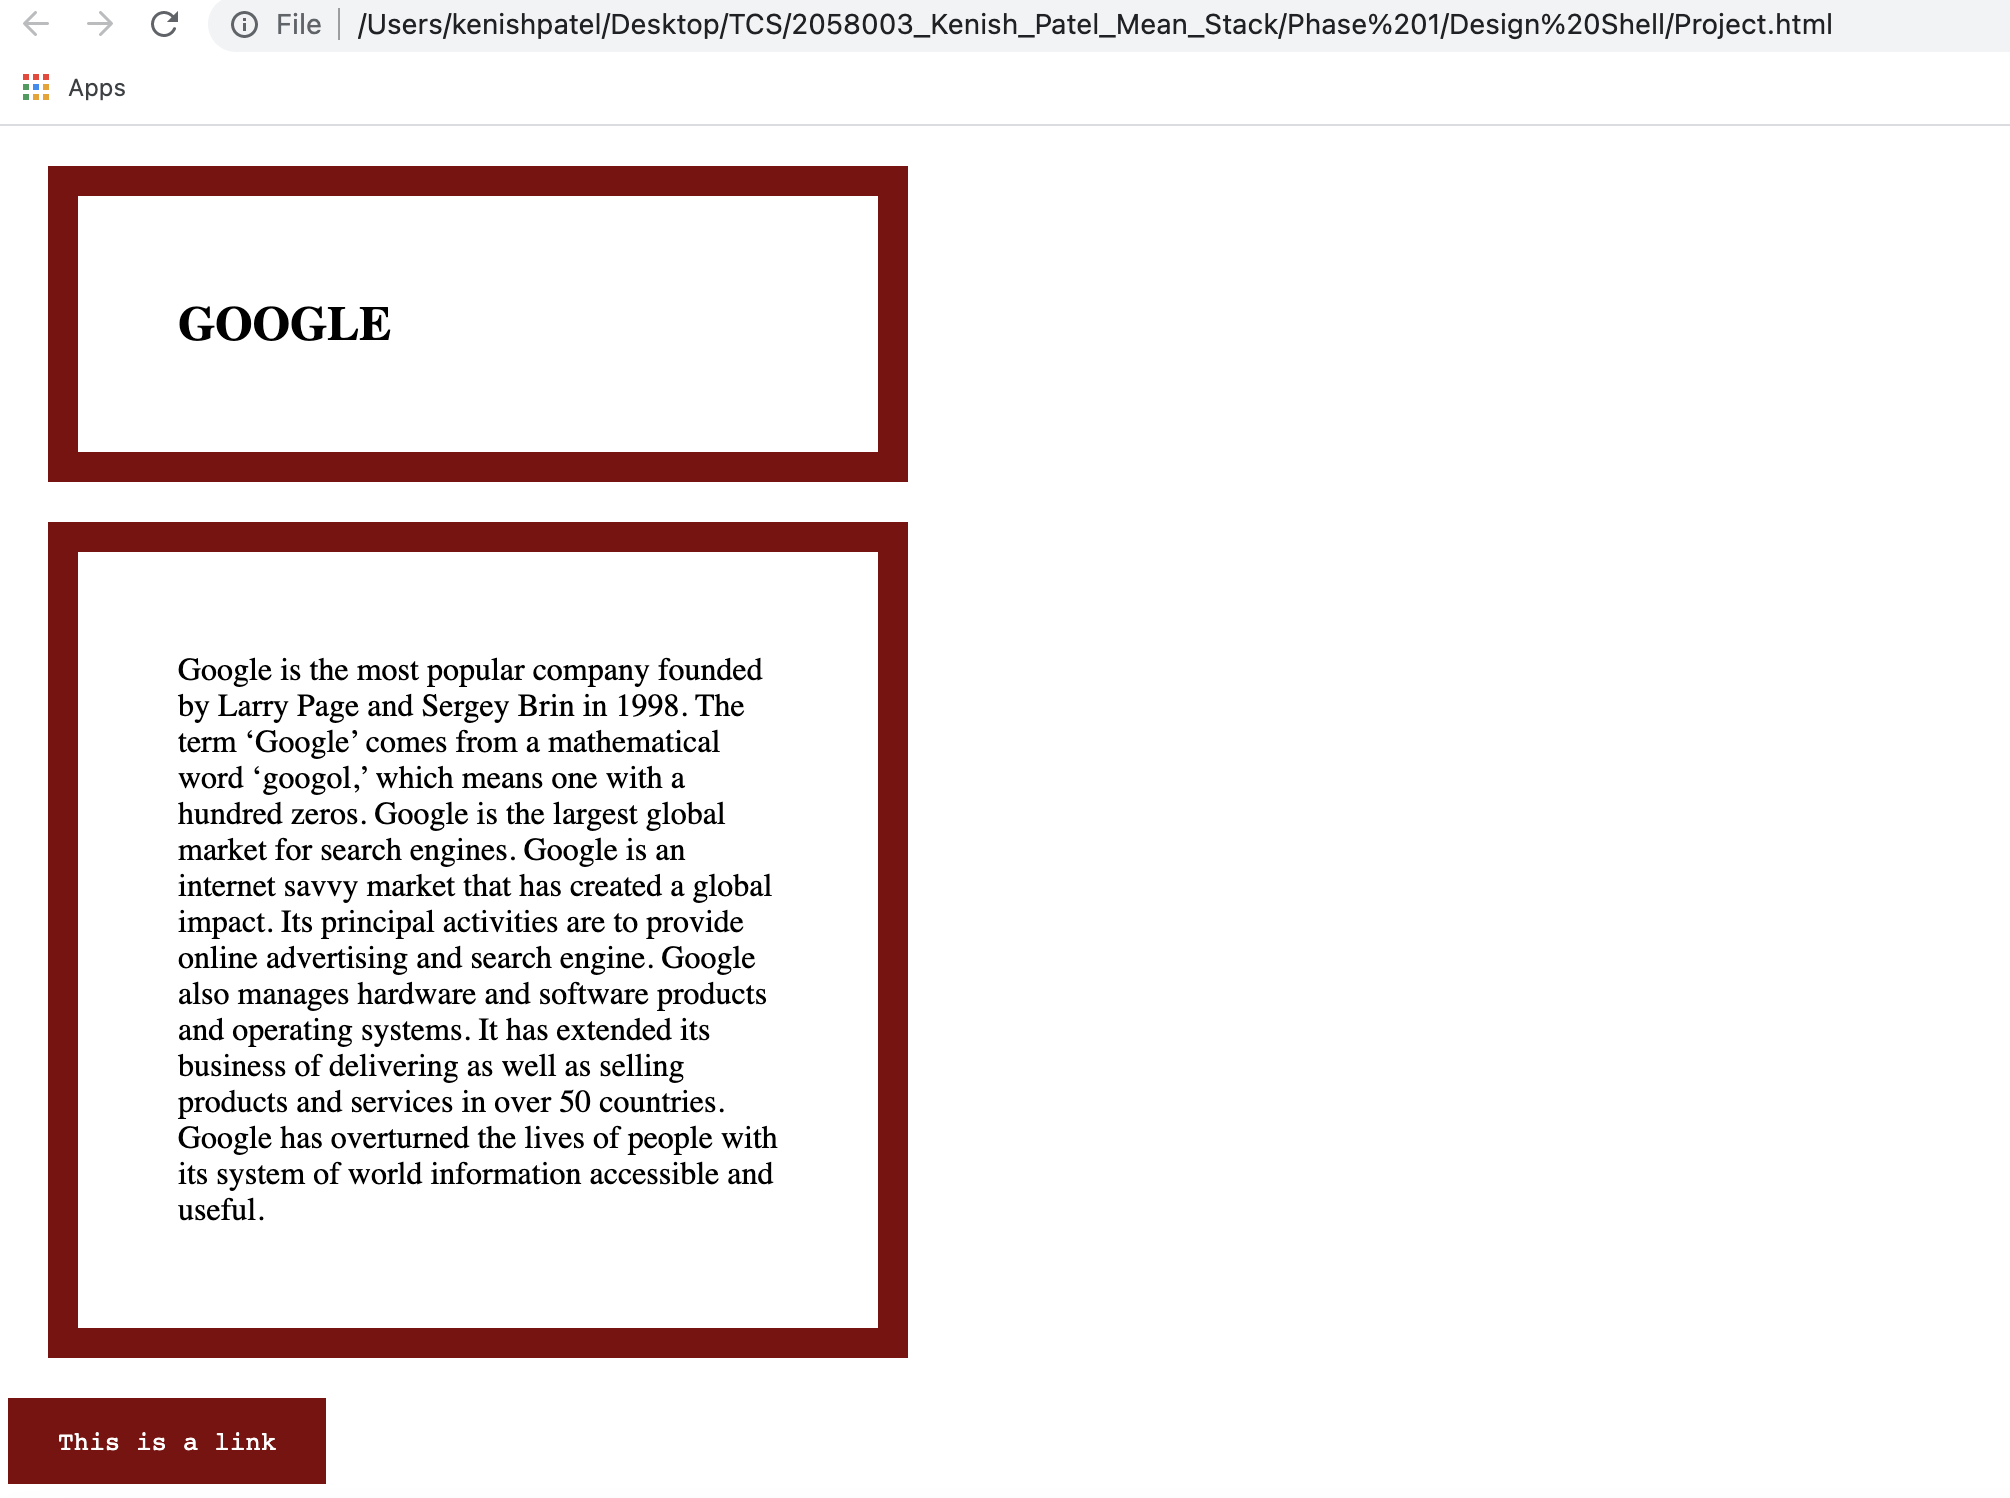 File /Users/kenishpatel/Desktop/TCS/2058003_Kenish_Patel_Mean_Stack/Phase%201/Design%20Shell/Project.html
Apps
GOOGLE
Google is the most popular company founded
by Larry Page and Sergey Brin in 1998. The
term ‘Google’ comes from a mathematical
word ‘googol,’ which means one with a
hundred zeros. Google is the largest global
market for search engines. Google is an
internet savvy market that has created a global
impact. Its principal activities are to provide
online advertising and search engine. Google
also manages hardware and software products
and operating systems. It has extended its
business of delivering as well as selling
products and services in over 50 countries.
Google has overturned the lives of people with
its system of world information accessible and
useful.
This is a link